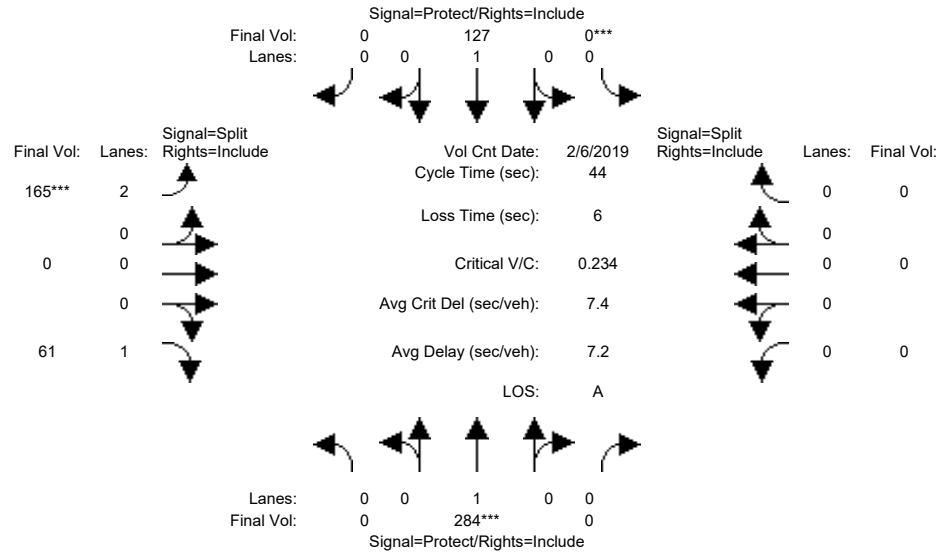 Signal=Protect/Rights=Include
Final Vol: 0 127 0***
Lanes: 0 0 1 0 0
Signal=Split Signal=Split
Final Vol: Lanes: Rights=Include Vol Cnt Date: 2/6/2019 Rights=Include Lanes: Final Vol:
Cycle Time (sec): 44
165*** 2 0 0
Loss Time (sec): 6
0 0
0 0 Critical V/C: 0.234 0 0
0 Avg Crit Del (sec/veh): 7.4 0
61 1 Avg Delay (sec/veh): 7.2 0 0
LOS: A
Lanes: 0 0 1 0 0
Final Vol: 0 284*** 0
Signal=Protect/Rights=Include